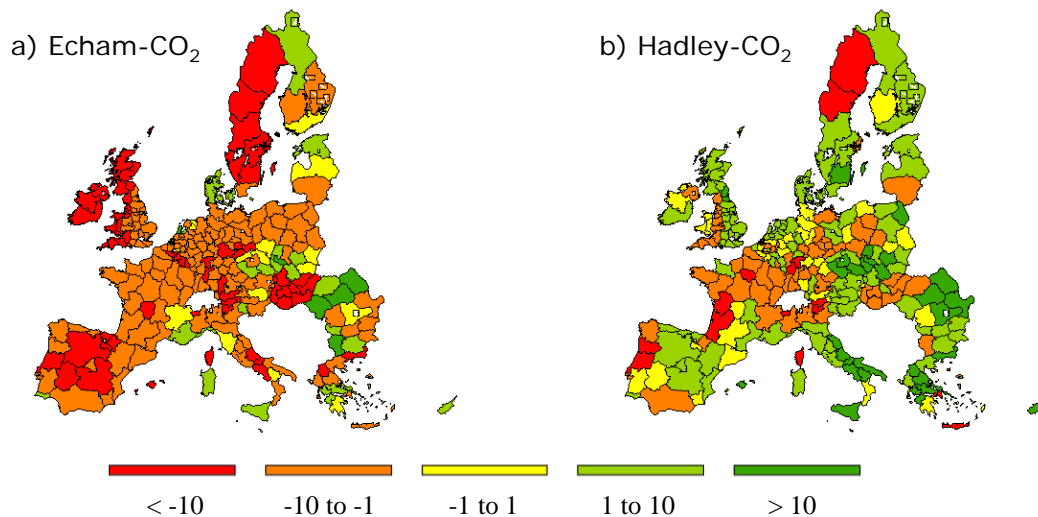 a) Echam-CO₂
b) Hadley-CO₂
< -10
-10 to -1
-1 to 1
1 to 10
> 10